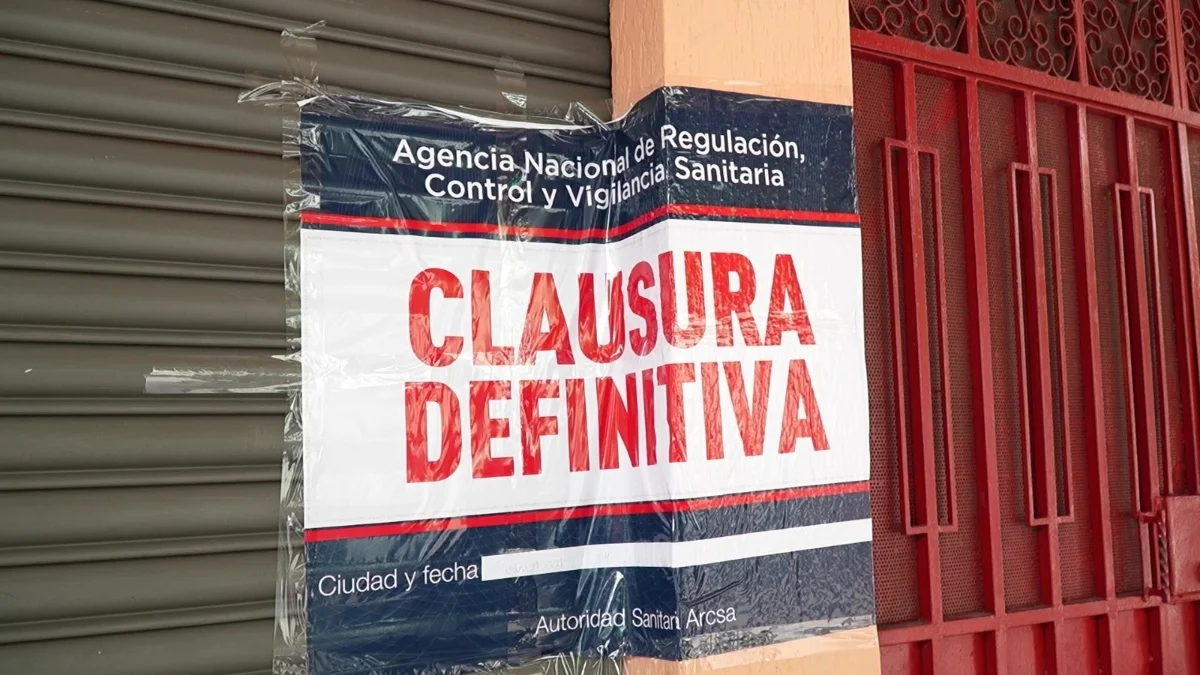 Agencia Nacional de Regulación,
Control y Vigilancia Sanitaria
CLAUSURA
DEFINITIVA
Ciudad y fecha
Autoridad Sanitaria Arcsa